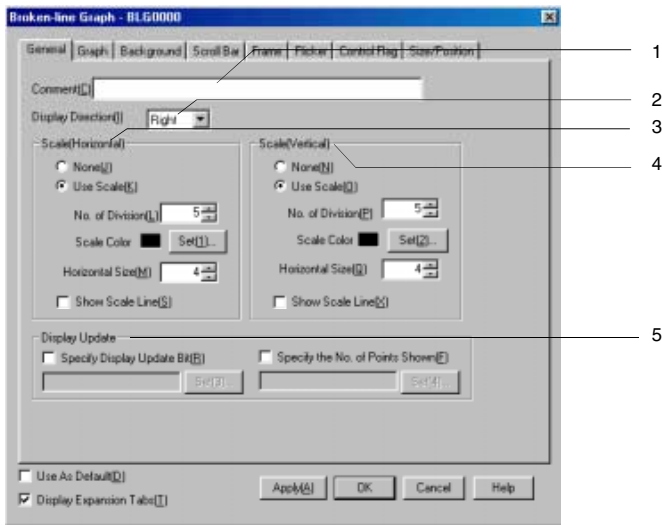 Broken-line Graph - BLG0000
General Graph Background Scroll Bar Frame Flicker Control Flag Size/Position
1
Comment(C)
2
Display Direction(I) Right
3
Scale(Horizontal) Scale(Vertical)
4
None(J) None(N)
Use Scale(K) Use Scale(O)
No. of Division(L) 5 No. of Division(P) 5
Scale Color Set(1)... Scale Color Set(2)...
Horizontal Size(M) 4 Horizontal Size(Q) 4
Show Scale Line(S) Show Scale Line(X)
Display Update
5
Specify Display Update Bit(R) Specify the No. of Points Shown(F)
Set(3)... Set(4)...
Use As Default(D)
Display Expansion Tabs(T)
Apply(A) OK Cancel Help